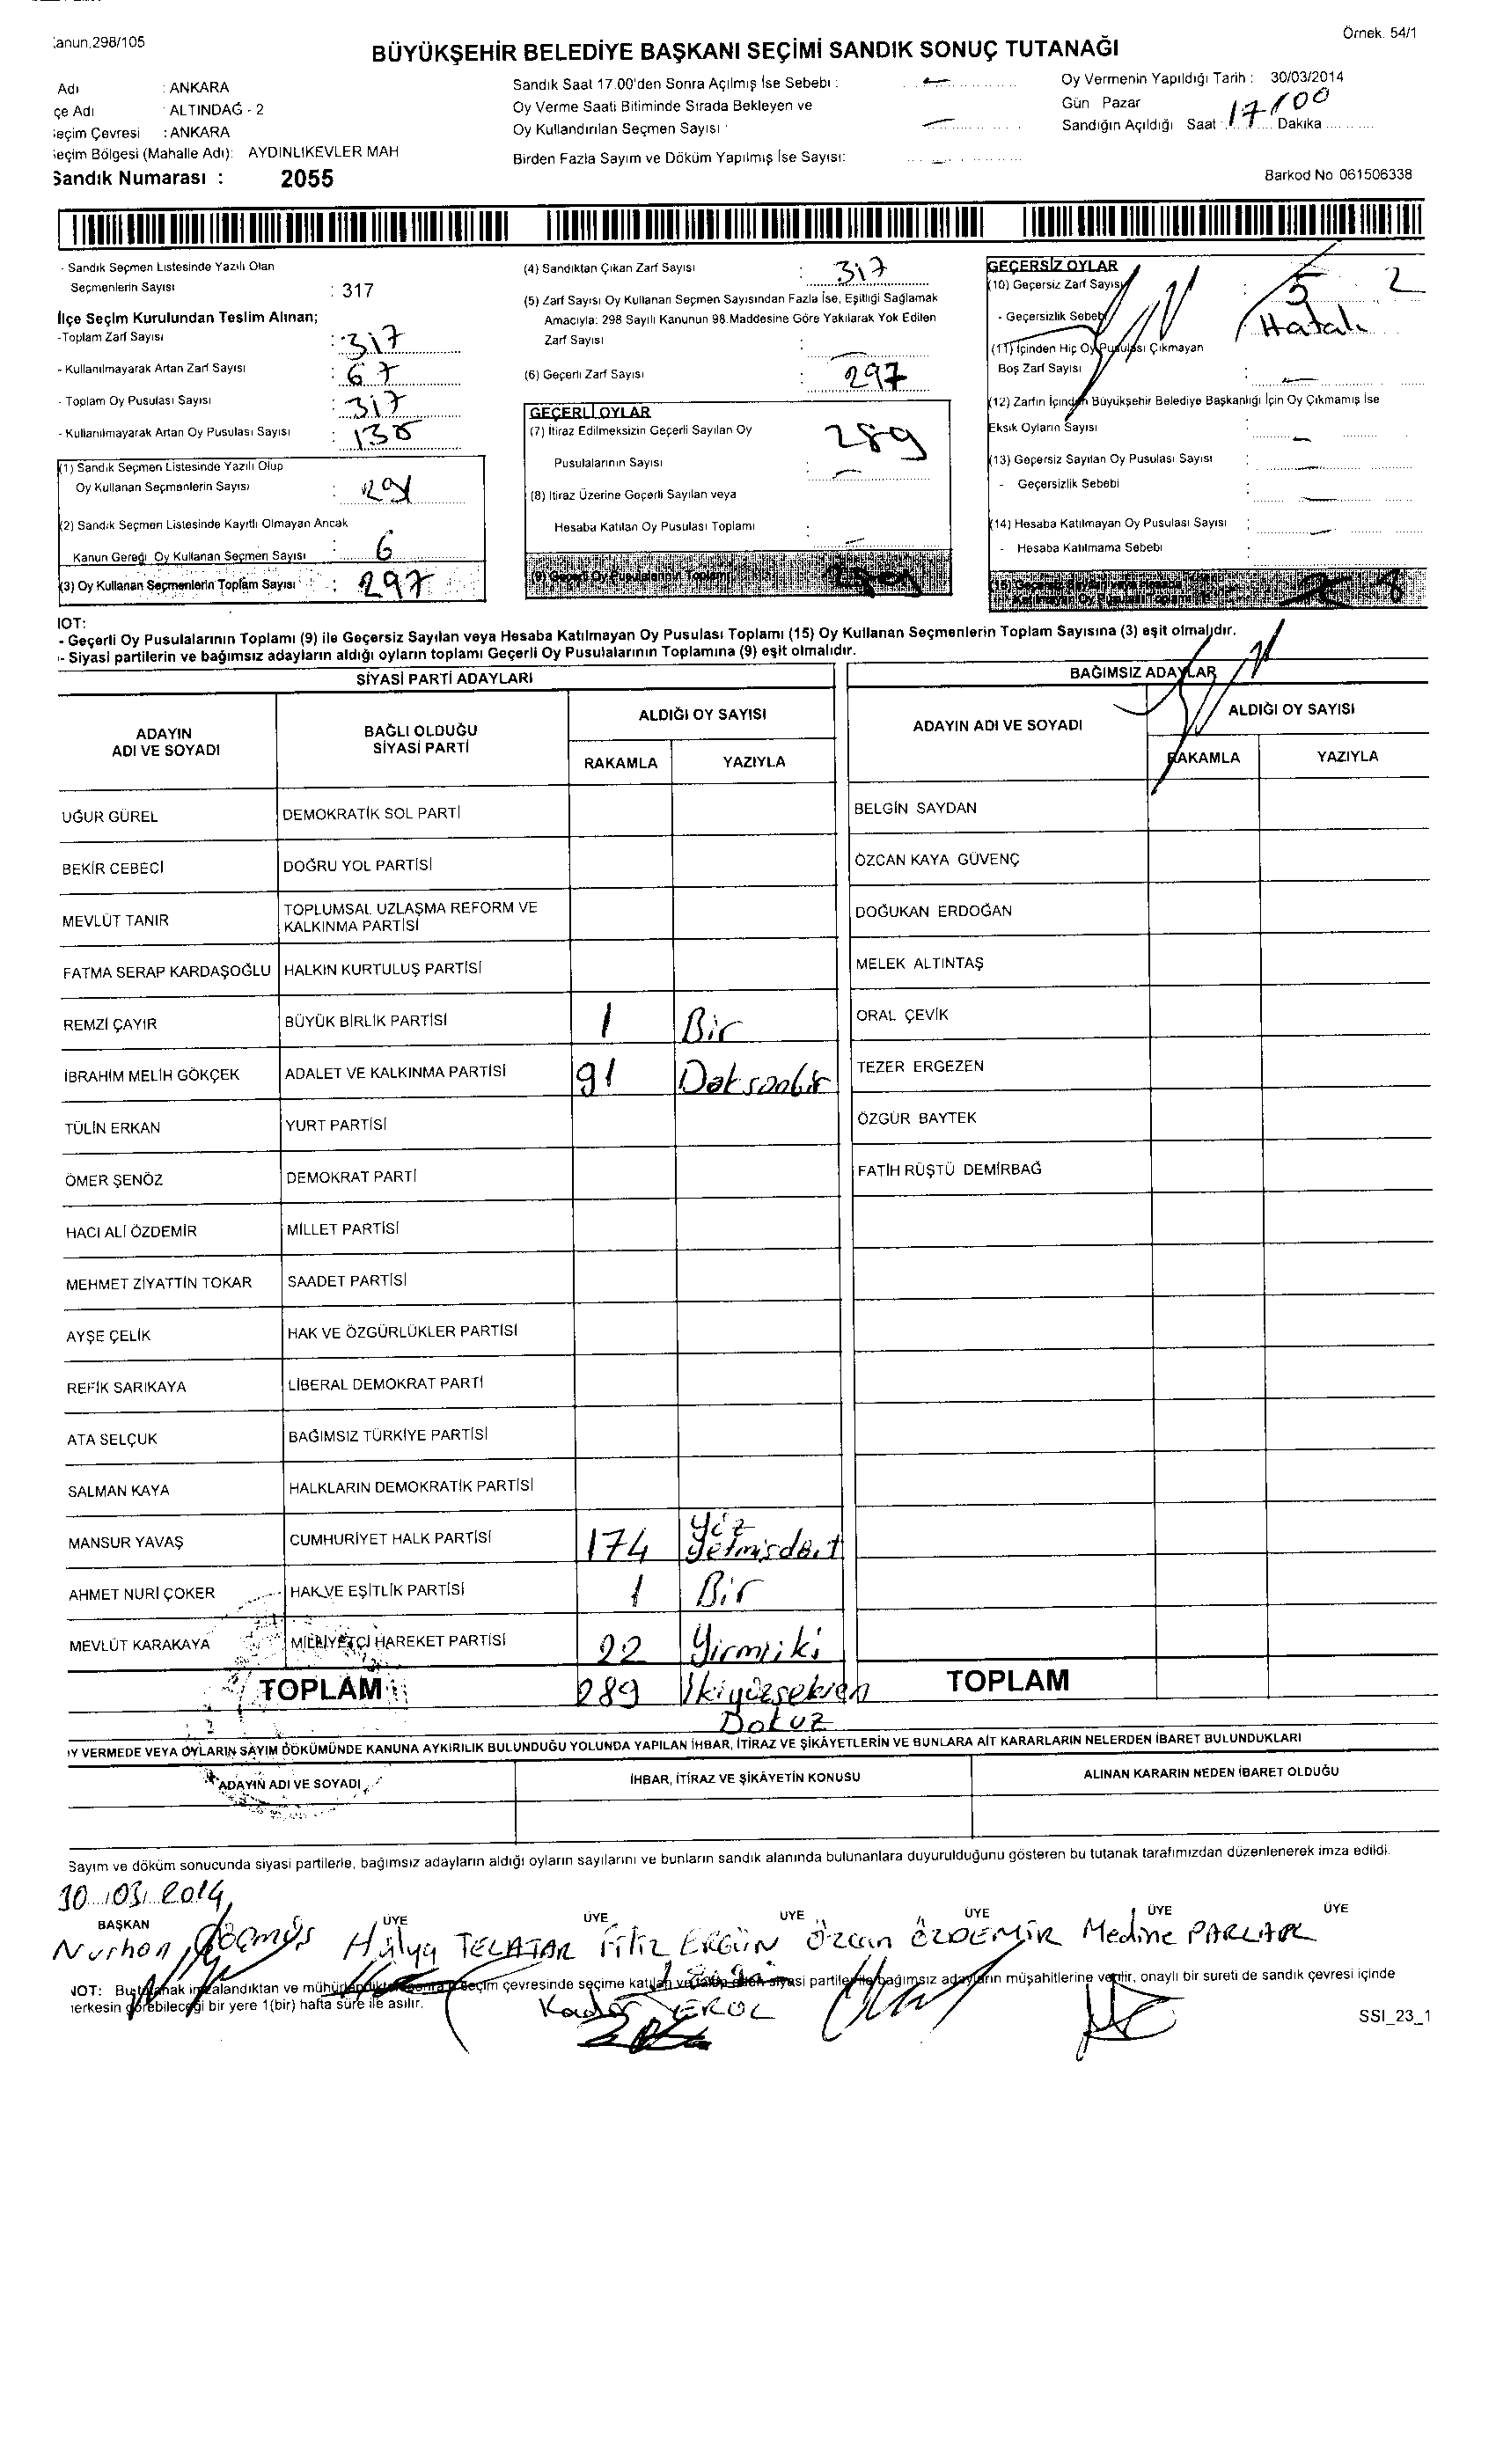 Kanun.298/105
Örnek. 54/1
BÜYÜKŞEHİR BELEDİYE BAŞKANI SEÇİMİ SANDIK SONUÇ TUTANAĞI
Adı : ANKARA
çe Adı : ALTINDAĞ - 2
eçim Çevresi : ANKARA
eçim Bölgesi (Mahalle Adı): AYDINLIKEVLER MAH
Sandık Numarası : 2055
Sandık Saat 17.00'den Sonra Açılmış İse Sebebi :
Oy Verme Saati Bitiminde Sırada Bekleyen ve
Oy Kullandırılan Seçmen Sayısı :
Birden Fazla Sayım ve Döküm Yapılmış İse Sayısı:
Oy Vermenin Yapıldığı Tarih : 30/03/2014
Gün Pazar
Sandığın Açıldığı Saat : 17 Dakika 00
Barkod No 061506338
- Sandık Seçmen Listesinde Yazılı Olan
Seçmenlerin Sayısı : 317
İlçe Seçim Kurulundan Teslim Alınan;
-Toplam Zarf Sayısı : 317
- Kullanılmayarak Artan Zarf Sayısı : 67
- Toplam Oy Pusulası Sayısı : 317
- Kullanılmayarak Artan Oy Pusulası Sayısı :
(1) Sandık Seçmen Listesinde Yazılı Olup
Oy Kullanan Seçmenlerin Sayısı : 291
(2) Sandık Seçmen Listesinde Kayıtlı Olmayan Ancak
Kanun Gereği Oy Kullanan Seçmen Sayısı : 6
(3) Oy Kullanan Seçmenlerin Toplam Sayısı : 297
(4) Sandıktan Çıkan Zarf Sayısı : 317
(5) Zarf Sayısı Oy Kullanan Seçmen Sayısından Fazla İse, Eşitliği Sağlamak
Amacıyla: 298 Sayılı Kanunun 98.Maddesine Göre Yakılarak Yok Edilen
Zarf Sayısı :
(6) Geçerli Zarf Sayısı : 297
GEÇERLİ OYLAR
(7) İtiraz Edilmeksizin Geçerli Sayılan Oy
Pusulalarının Sayısı : 289
(8) İtiraz Üzerine Geçerli Sayılan veya
Hesaba Katılan Oy Pusulası Toplamı :
(9) Geçerli Oy Pusulalarının Toplamı 289
GEÇERSİZ OYLAR
(10) Geçersiz Zarf Sayısı : 5 2
- Geçersizlik Sebebi Hatalı
(11) İçinden Hiç Oy Pusulası Çıkmayan
Boş Zarf Sayısı :
(12) Zarfın İçinden Büyükşehir Belediye Başkanlığı İçin Oy Çıkmamış İse
Eksik Oyların Sayısı
(13) Geçersiz Sayılan Oy Pusulası Sayısı :
- Geçersizlik Sebebi :
(14) Hesaba Katılmayan Oy Pusulası Sayısı :
- Hesaba Katılmama Sebebi :
(15) Geçersiz Sayılan veya Hesaba
Katılmayan Oy Pusulası Toplamı 8
NOT:
- Geçerli Oy Pusulalarının Toplamı (9) ile Geçersiz Sayılan veya Hesaba Katılmayan Oy Pusulası Toplamı (15) Oy Kullanan Seçmenlerin Toplam Sayısına (3) eşit olmalıdır.
- Siyasi partilerin ve bağımsız adayların aldığı oyların toplamı Geçerli Oy Pusulalarının Toplamına (9) eşit olmalıdır.
SİYASİ PARTİ ADAYLARI
BAĞIMSIZ ADAYLAR
ADAYIN ADI VE SOYADI
BAĞLI OLDUĞU SİYASİ PARTİ
ALDIĞI OY SAYISI
RAKAMLA YAZIYLA
ADAYIN ADI VE SOYADI
ALDIĞI OY SAYISI
RAKAMLA YAZIYLA
UĞUR GÜREL DEMOKRATİK SOL PARTİ BELGİN SAYDAN
BEKİR CEBECİ DOĞRU YOL PARTİSİ ÖZCAN KAYA GÜVENÇ
MEVLÜT TANIR TOPLUMSAL UZLAŞMA REFORM VE KALKINMA PARTİSİ DOĞUKAN ERDOĞAN
FATMA SERAP KARDAŞOĞLU HALKIN KURTULUŞ PARTİSİ MELEK ALTINTAŞ
REMZİ ÇAYIR BÜYÜK BİRLİK PARTİSİ 1 Bir ORAL ÇEVİK
İBRAHİM MELİH GÖKÇEK ADALET VE KALKINMA PARTİSİ 91 Doksanbir TEZER ERGEZEN
TÜLİN ERKAN YURT PARTİSİ ÖZGÜR BAYTEK
ÖMER ŞENÖZ DEMOKRAT PARTİ FATİH RÜŞTÜ DEMİRBAĞ
HACI ALİ ÖZDEMİR MİLLET PARTİSİ
MEHMET ZİYATTİN TOKAR SAADET PARTİSİ
AYŞE ÇELİK HAK VE ÖZGÜRLÜKLER PARTİSİ
REFİK SARIKAYA LİBERAL DEMOKRAT PARTİ
ATA SELÇUK BAĞIMSIZ TÜRKİYE PARTİSİ
SALMAN KAYA HALKLARIN DEMOKRATİK PARTİSİ
MANSUR YAVAŞ CUMHURİYET HALK PARTİSİ 174 Yüz yetmişdört
AHMET NURİ ÇOKER HAK VE EŞİTLİK PARTİSİ 1 Bir
MEVLÜT KARAKAYA MİLLİYETÇİ HAREKET PARTİSİ 22 Yirmiiki
TOPLAM 289 İkiyüzseksen Dokuz TOPLAM
OY VERMEDE VEYA OYLARIN SAYIM DÖKÜMÜNDE KANUNA AYKIRILIK BULUNDUĞU YOLUNDA YAPILAN İHBAR, İTİRAZ VE ŞİKÂYETLERİN VE BUNLARA AİT KARARLARIN NELERDEN İBARET BULUNDUKLARI
ADAYIN ADI VE SOYADI İHBAR, İTİRAZ VE ŞİKÂYETİN KONUSU ALINAN KARARIN NEDEN İBARET OLDUĞU
Sayım ve döküm sonucunda siyasi partilerle, bağımsız adayların aldığı oyların sayılarını ve bunların sandık alanında bulunanlara duyurulduğunu gösteren bu tutanak tarafımızdan düzenlenerek imza edildi.
30/03/2014
BAŞKAN ÜYE ÜYE ÜYE ÜYE ÜYE ÜYE
Nurhan Göçmüş Hülya TELATAR Filiz ERGÜN Özcan ÖZDEMİR Medine PARLAR
NOT: Bu tutanak imzalandıktan ve mühürlendikten sonra seçim çevresinde seçime katılan ve talep eden siyasi partiler ile bağımsız adayların müşahitlerine verilir, onaylı bir sureti de sandık çevresi içinde
herkesin görebileceği bir yere 1(bir) hafta süre ile asılır.
Kader EROL
SSI_23_1